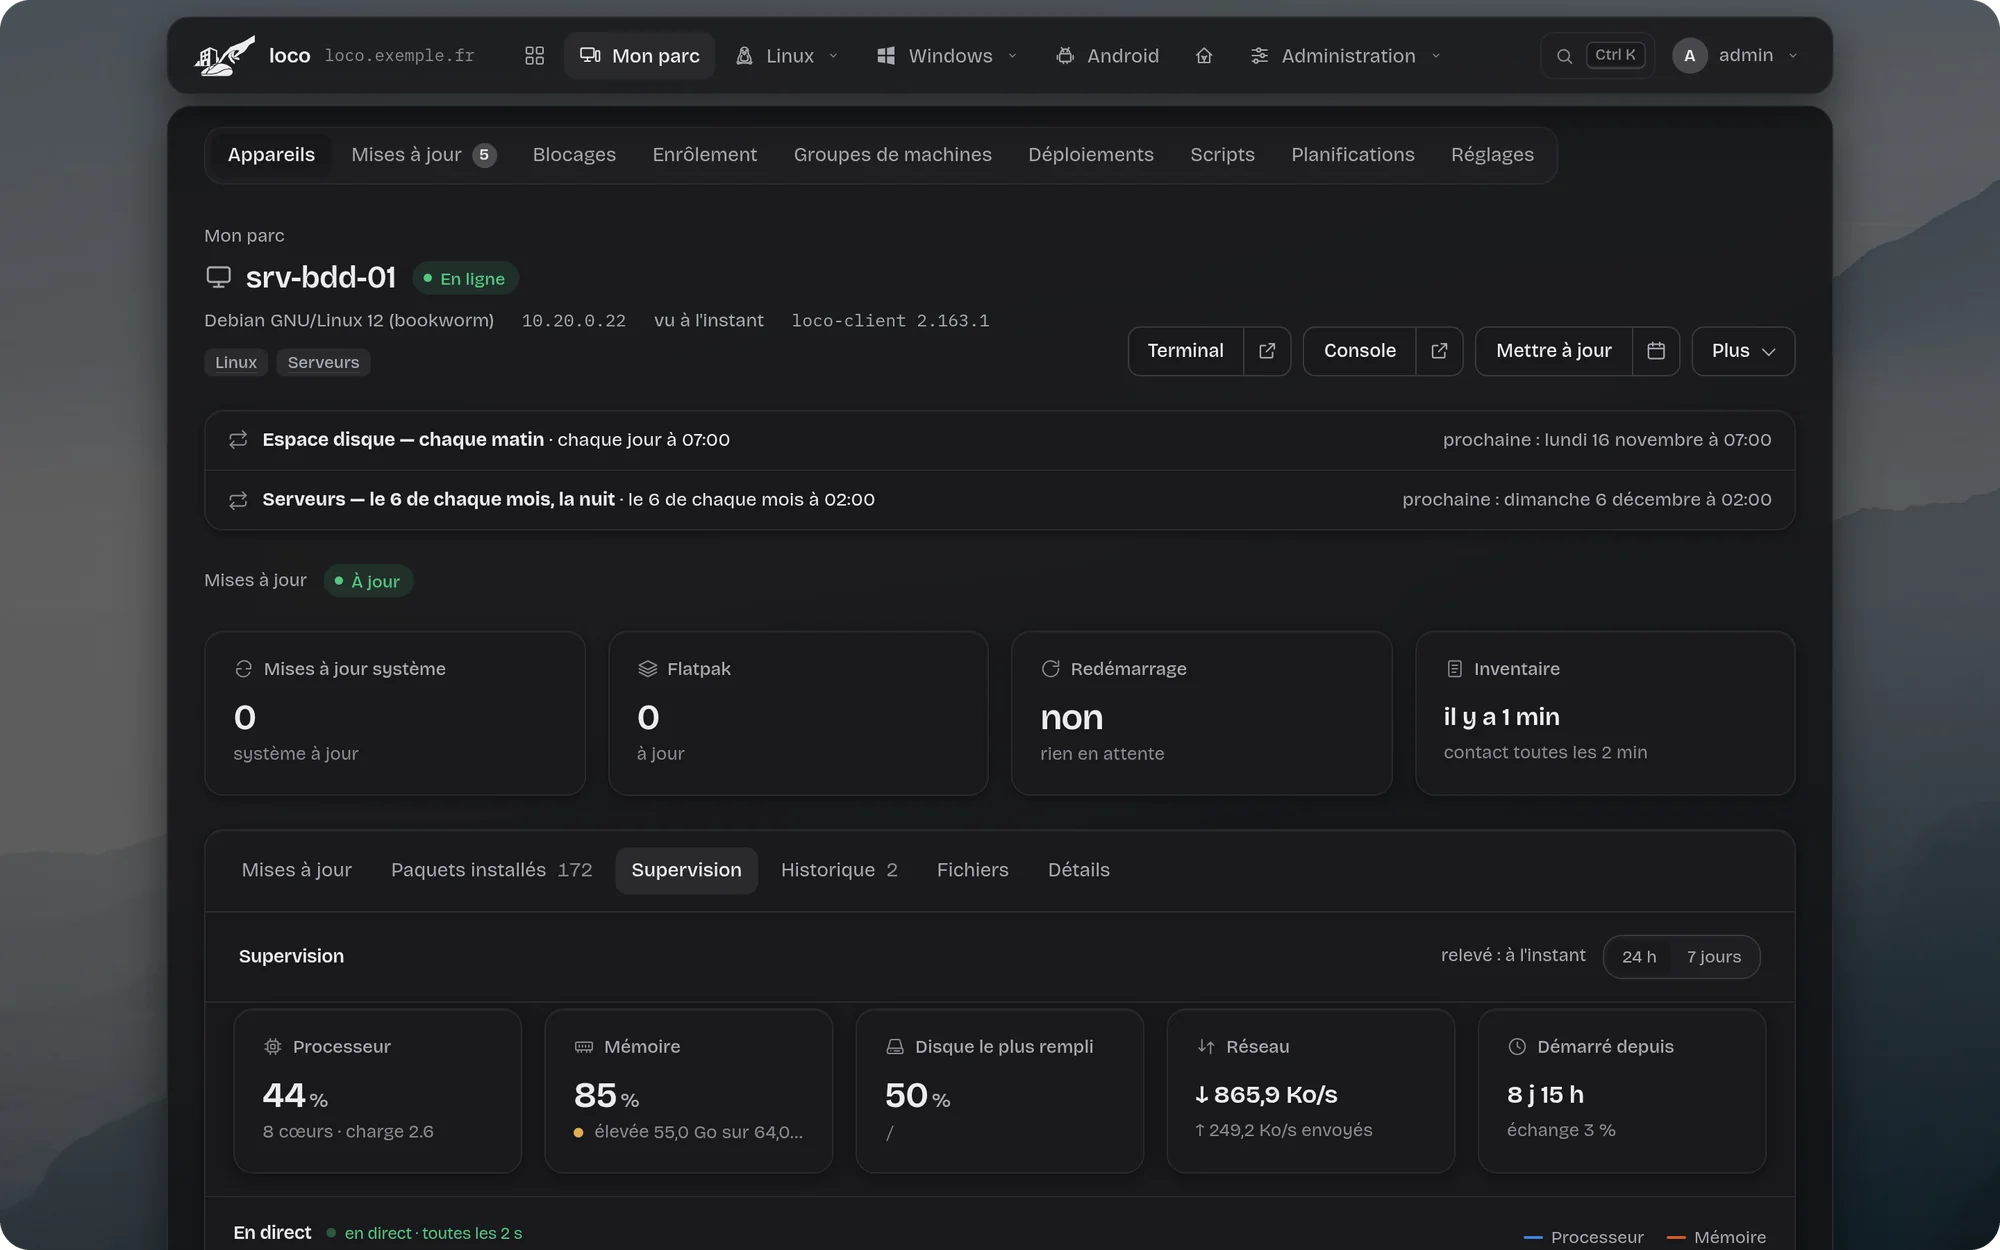 loco loco.exemple.fr Mon parc Linux Windows Android Administration Ctrl K A admin
Appareils Mises à jour 5 Blocages Enrôlement Groupes de machines Déploiements Scripts Planifications Réglages
Mon parc
srv-bdd-01 En ligne
Debian GNU/Linux 12 (bookworm) 10.20.0.22 vu à l'instant loco-client 2.163.1
Linux Serveurs
Terminal Console Mettre à jour Plus
Espace disque — chaque matin · chaque jour à 07:00 prochaine : lundi 16 novembre à 07:00
Serveurs — le 6 de chaque mois, la nuit · le 6 de chaque mois à 02:00 prochaine : dimanche 6 décembre à 02:00
Mises à jour À jour
Mises à jour système
0
système à jour
Flatpak
0
à jour
Redémarrage
non
rien en attente
Inventaire
il y a 1 min
contact toutes les 2 min
Mises à jour Paquets installés 172 Supervision Historique 2 Fichiers Détails
Supervision relevé : à l'instant 24 h 7 jours
Processeur
44 %
8 cœurs · charge 2.6
Mémoire
85 %
élevée 55,0 Go sur 64,0...
Disque le plus rempli
50 %
/
Réseau
↓ 865,9 Ko/s
↑ 249,2 Ko/s envoyés
Démarré depuis
8 j 15 h
échange 3 %
En direct en direct · toutes les 2 s Processeur Mémoire